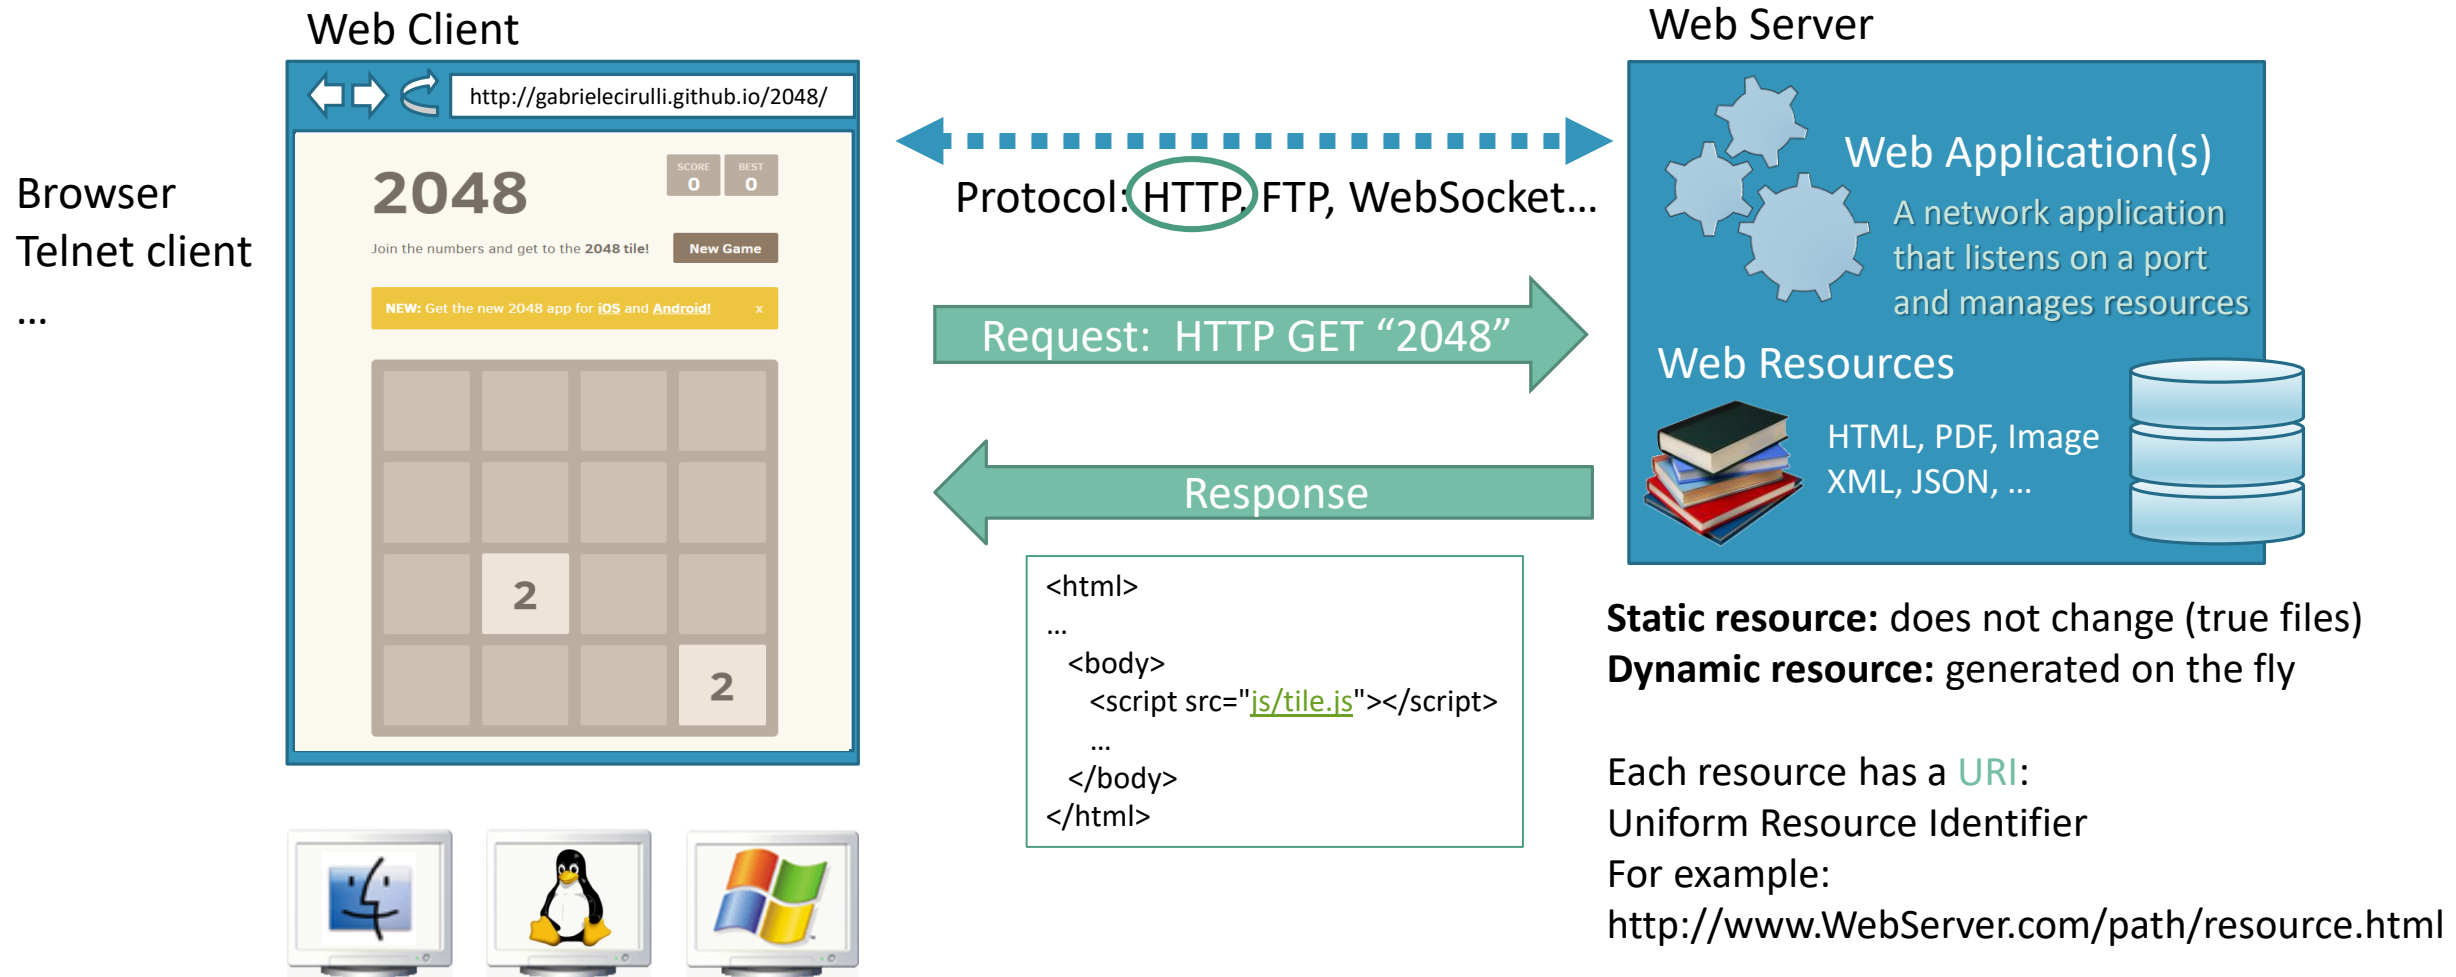 Web Client
Web Server
http://gabrielecirulli.github.io/2048/
Browser
Telnet client
...
2048
SCORE
0
BEST
0
Join the numbers and get to the 2048 tile!
New Game
NEW: Get the new 2048 app for iOS and Android!
x
2
2
Protocol: HTTP, FTP, WebSocket...
Request: HTTP GET “2048”
Response
<html>
...
<body>
<script src="js/tile.js"></script>
...
</body>
</html>
Web Application(s)
A network application
that listens on a port
and manages resources
Web Resources
HTML, PDF, Image
XML, JSON, ...
Static resource: does not change (true files)
Dynamic resource: generated on the fly
Each resource has a URI:
Uniform Resource Identifier
For example:
http://www.WebServer.com/path/resource.html